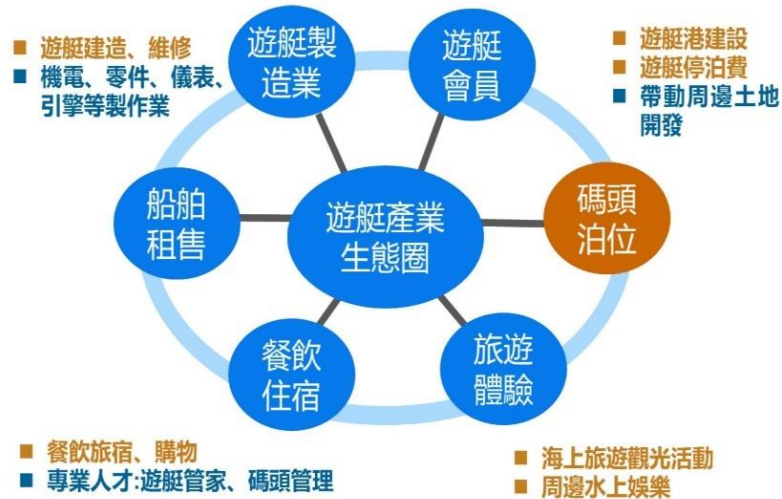 ■ 遊艇建造、維修
■ 機電、零件、儀表、
引擎等製作業
遊艇製
造業
遊艇
會員
■ 遊艇港建設
■ 遊艇停泊費
■ 帶動周邊土地
開發
船舶
租售
遊艇產業
生態圈
碼頭
泊位
餐飲
住宿
旅遊
體驗
■ 餐飲旅宿、購物
■ 專業人才:遊艇管家、碼頭管理
■ 海上旅遊觀光活動
■ 周邊水上娛樂